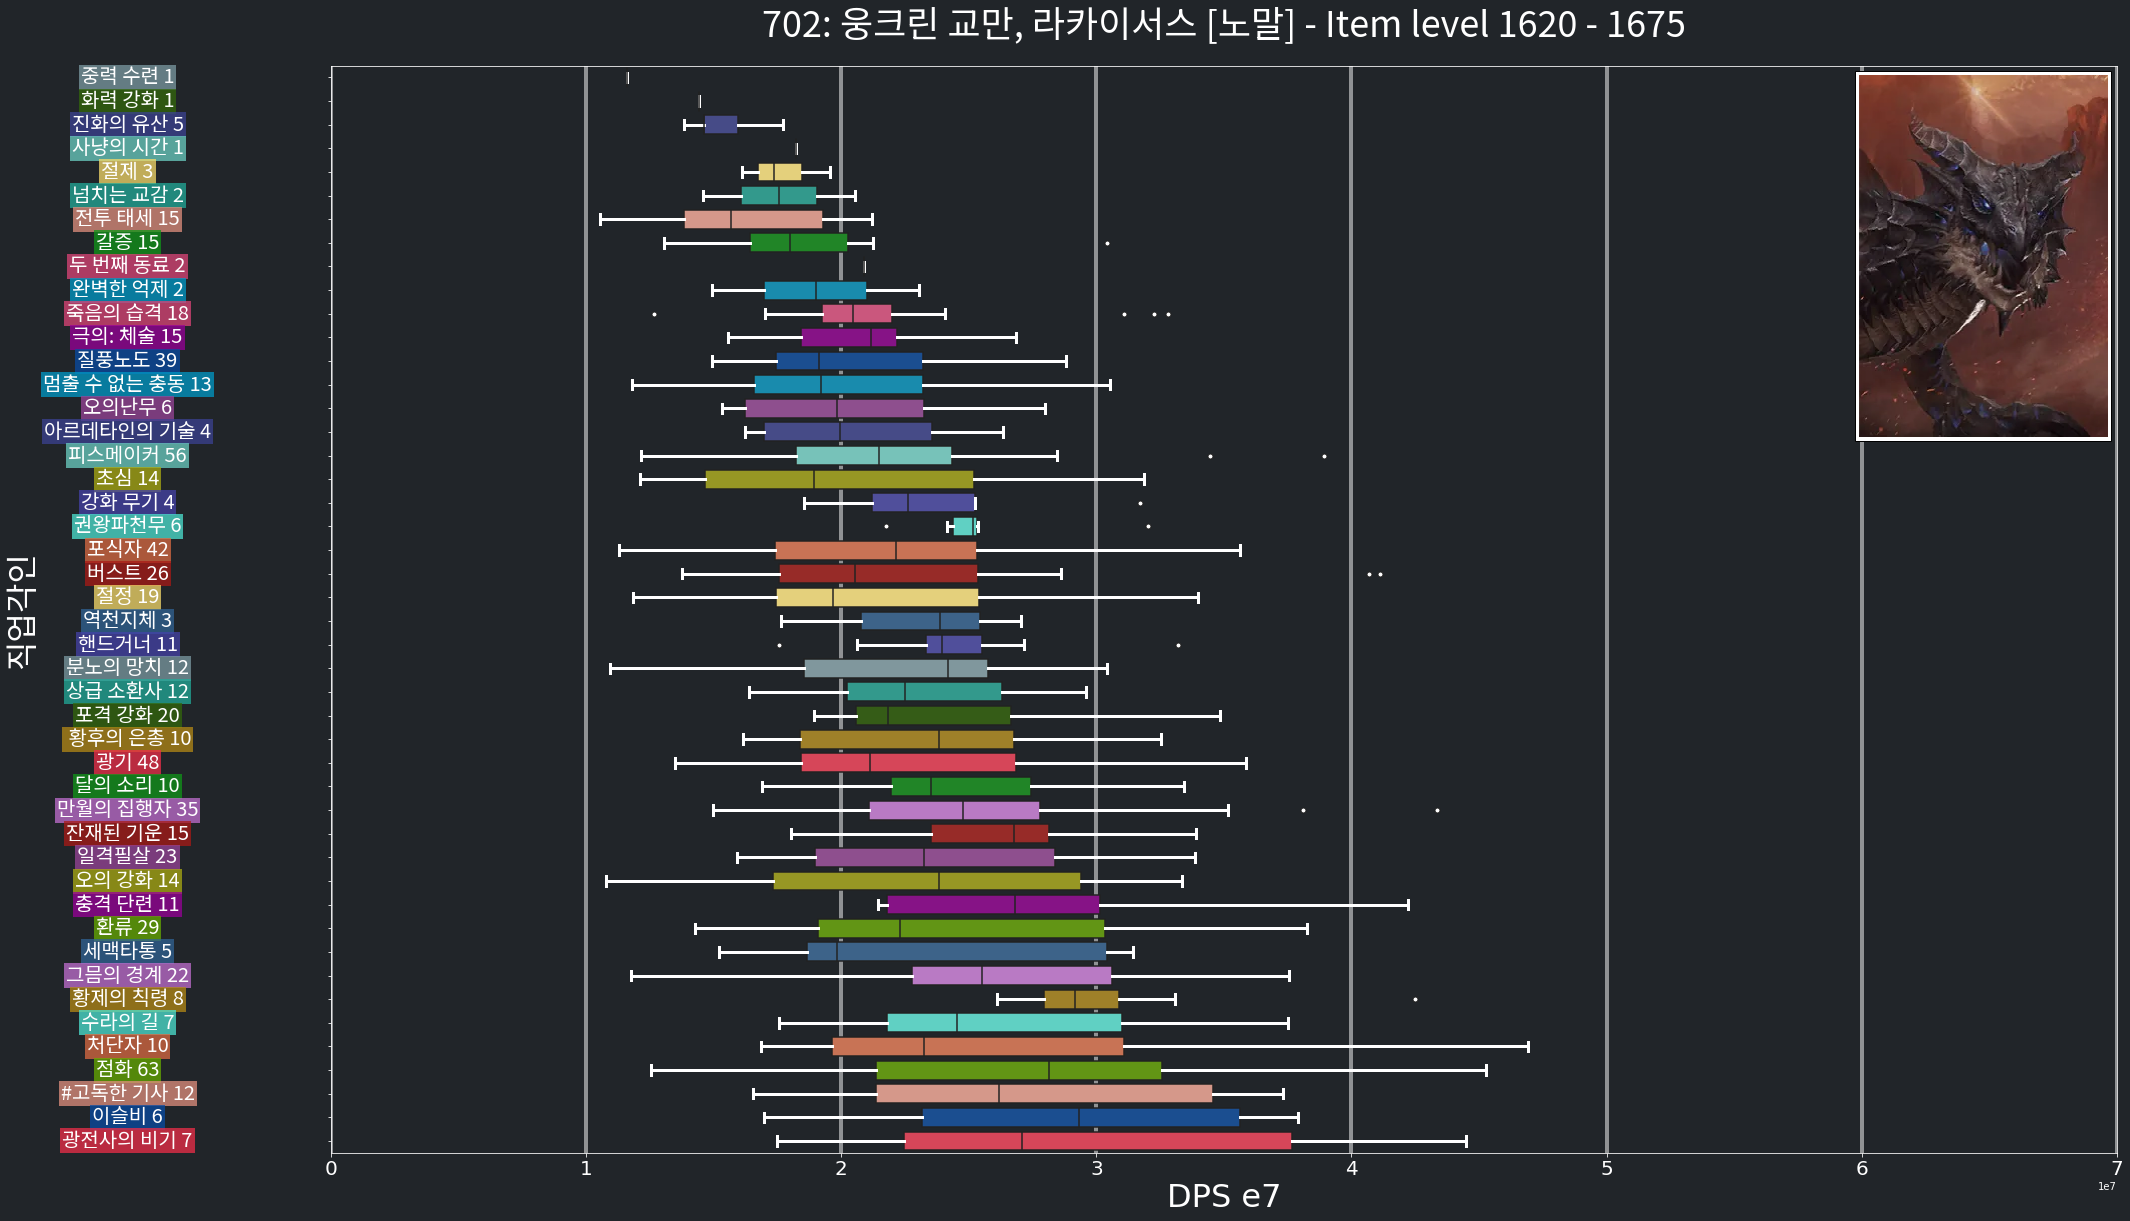 702: 웅크린 교만, 라카이서스 [노말] - Item level 1620 - 1675
중력 수련 1
화력 강화 1
진화의 유산 5
사냥의 시간 1
절제 3
넘치는 교감 2
전투 태세 15
갈증 15
두 번째 동료 2
완벽한 억제 2
죽음의 습격 18
극의: 체술 15
질풍노도 39
멈출 수 없는 충동 13
오의난무 6
아르데타인의 기술 4
피스메이커 56
초심 14
강화 무기 4
권왕파천무 6
포식자 42
버스트 26
절정 19
역천지체 3
핸드거너 11
분노의 망치 12
상급 소환사 12
포격 강화 20
황후의 은총 10
광기 48
달의 소리 10
만월의 집행자 35
잔재된 기운 15
일격필살 23
오의 강화 14
충격 단련 11
환류 29
세맥타통 5
그믐의 경계 22
황제의 칙령 8
수라의 길 7
처단자 10
점화 63
#고독한 기사 12
이슬비 6
광전사의 비기 7
직업각인
0 1 2 3 4 5 6 7
1e7
DPS e7